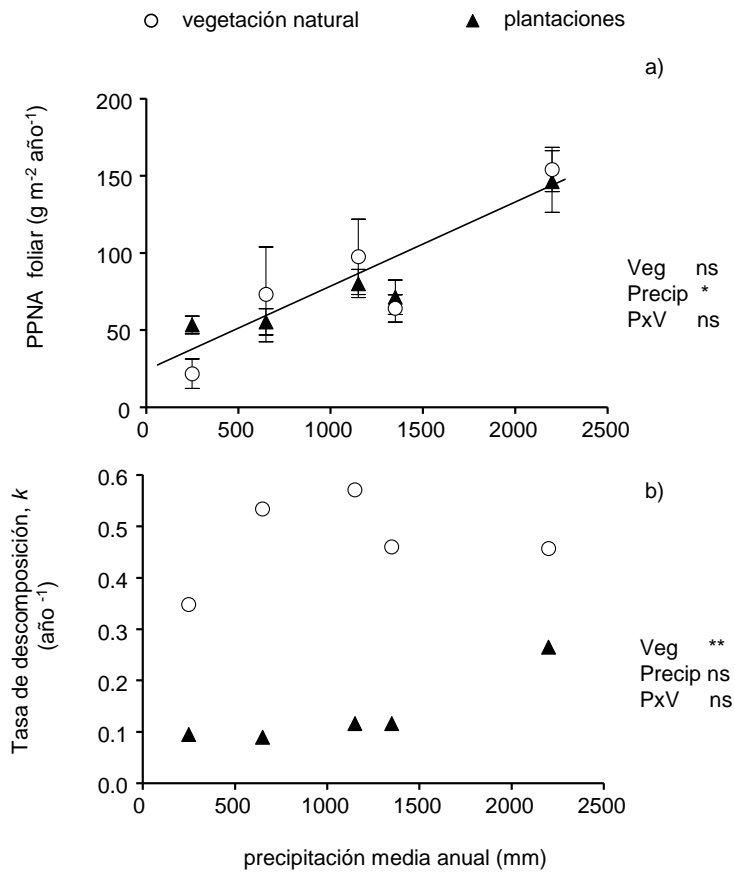 vegetación natural plantaciones
a)
PPNA foliar (g m-2 año-1)
200
150
100
50
0
0 500 1000 1500 2000 2500
Veg ns
Precip *
PxV ns
b)
Tasa de descomposición, k
(año -1)
0.6
0.5
0.4
0.3
0.2
0.1
0.0
0 500 1000 1500 2000 2500
Veg **
Precip ns
PxV ns
precipitación media anual (mm)